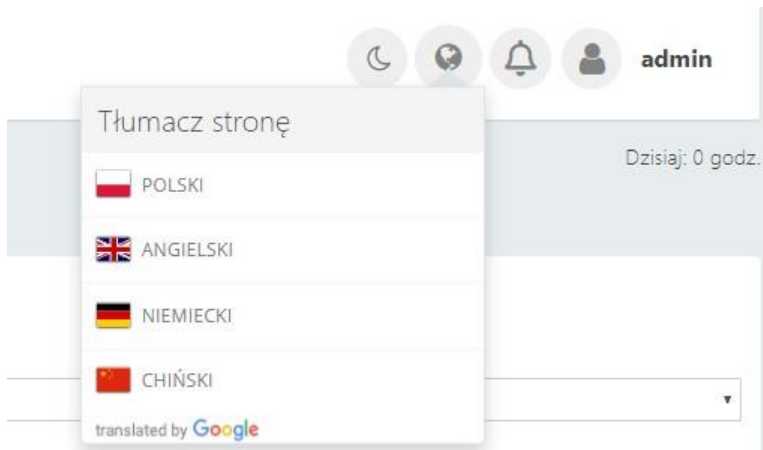 admin
Tłumacz stronę
Dzisiaj: 0 godz.
POLSKI
ANGIELSKI
NIEMIECKI
CHIŃSKI
translated by Google